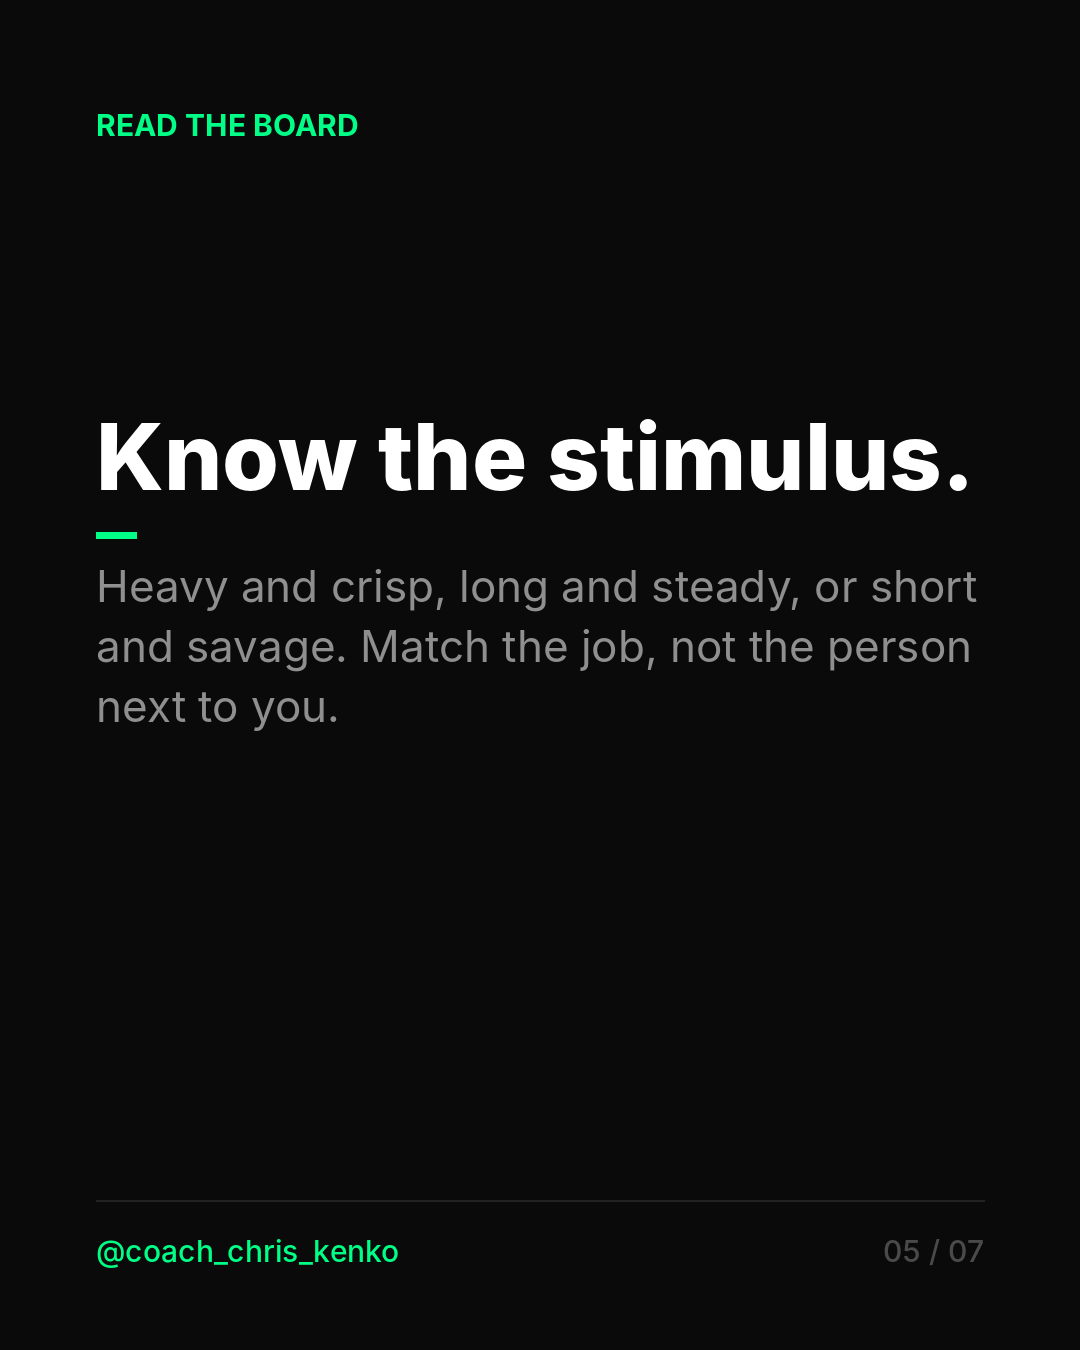 READ THE BOARD
Know the stimulus.
Heavy and crisp, long and steady, or short
and savage. Match the job, not the person
next to you.
@coach_chris_kenko
05 / 07